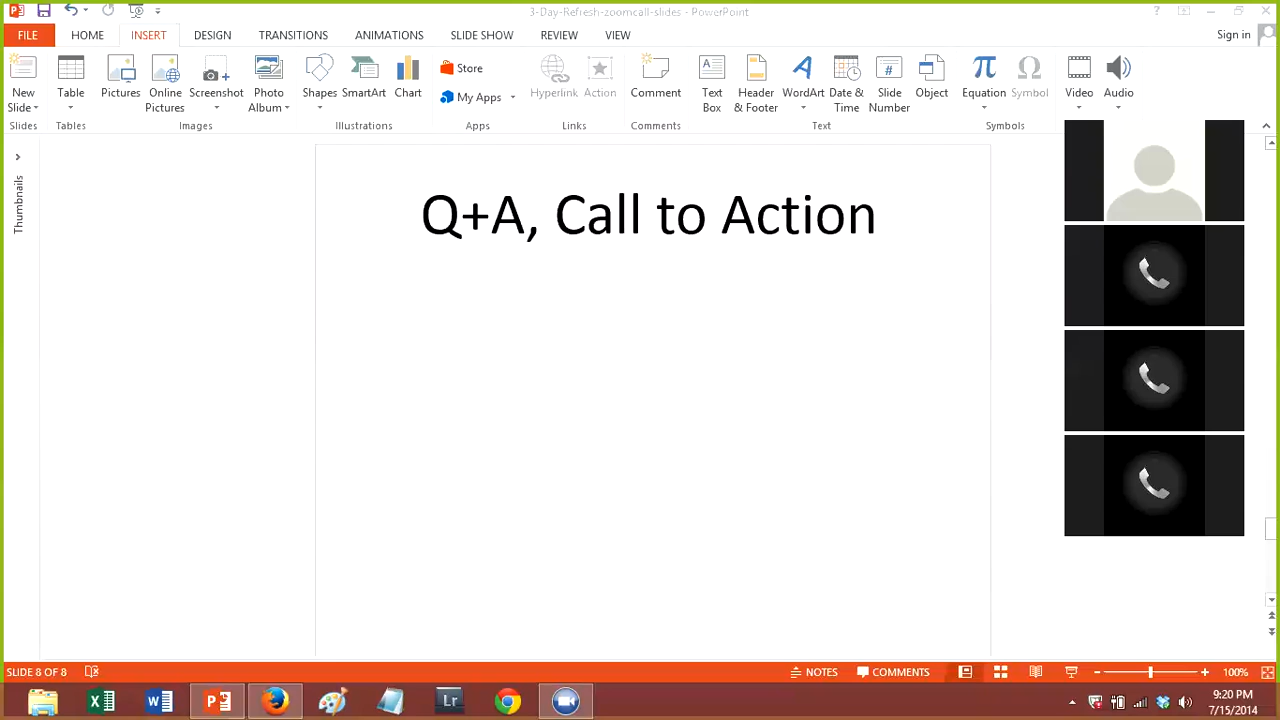 3-Day-Refresh-zoomcall-slides - PowerPoint
?
FILE HOME INSERT DESIGN TRANSITIONS ANIMATIONS SLIDE SHOW REVIEW VIEW Sign in
New Slide
Table
Pictures
Online Pictures
Screenshot
Photo Album
Shapes
SmartArt
Chart
Store
My Apps
Hyperlink
Action
Comment
Text Box
Header & Footer
WordArt
Date & Time
Slide Number
Object
Equation
Symbol
Video
Audio
Slides Tables Images Illustrations Apps Links Comments Text Symbols
Thumbnails
Q+A, Call to Action
SLIDE 8 OF 8 NOTES COMMENTS 100%
Lr
9:20 PM
7/15/2014